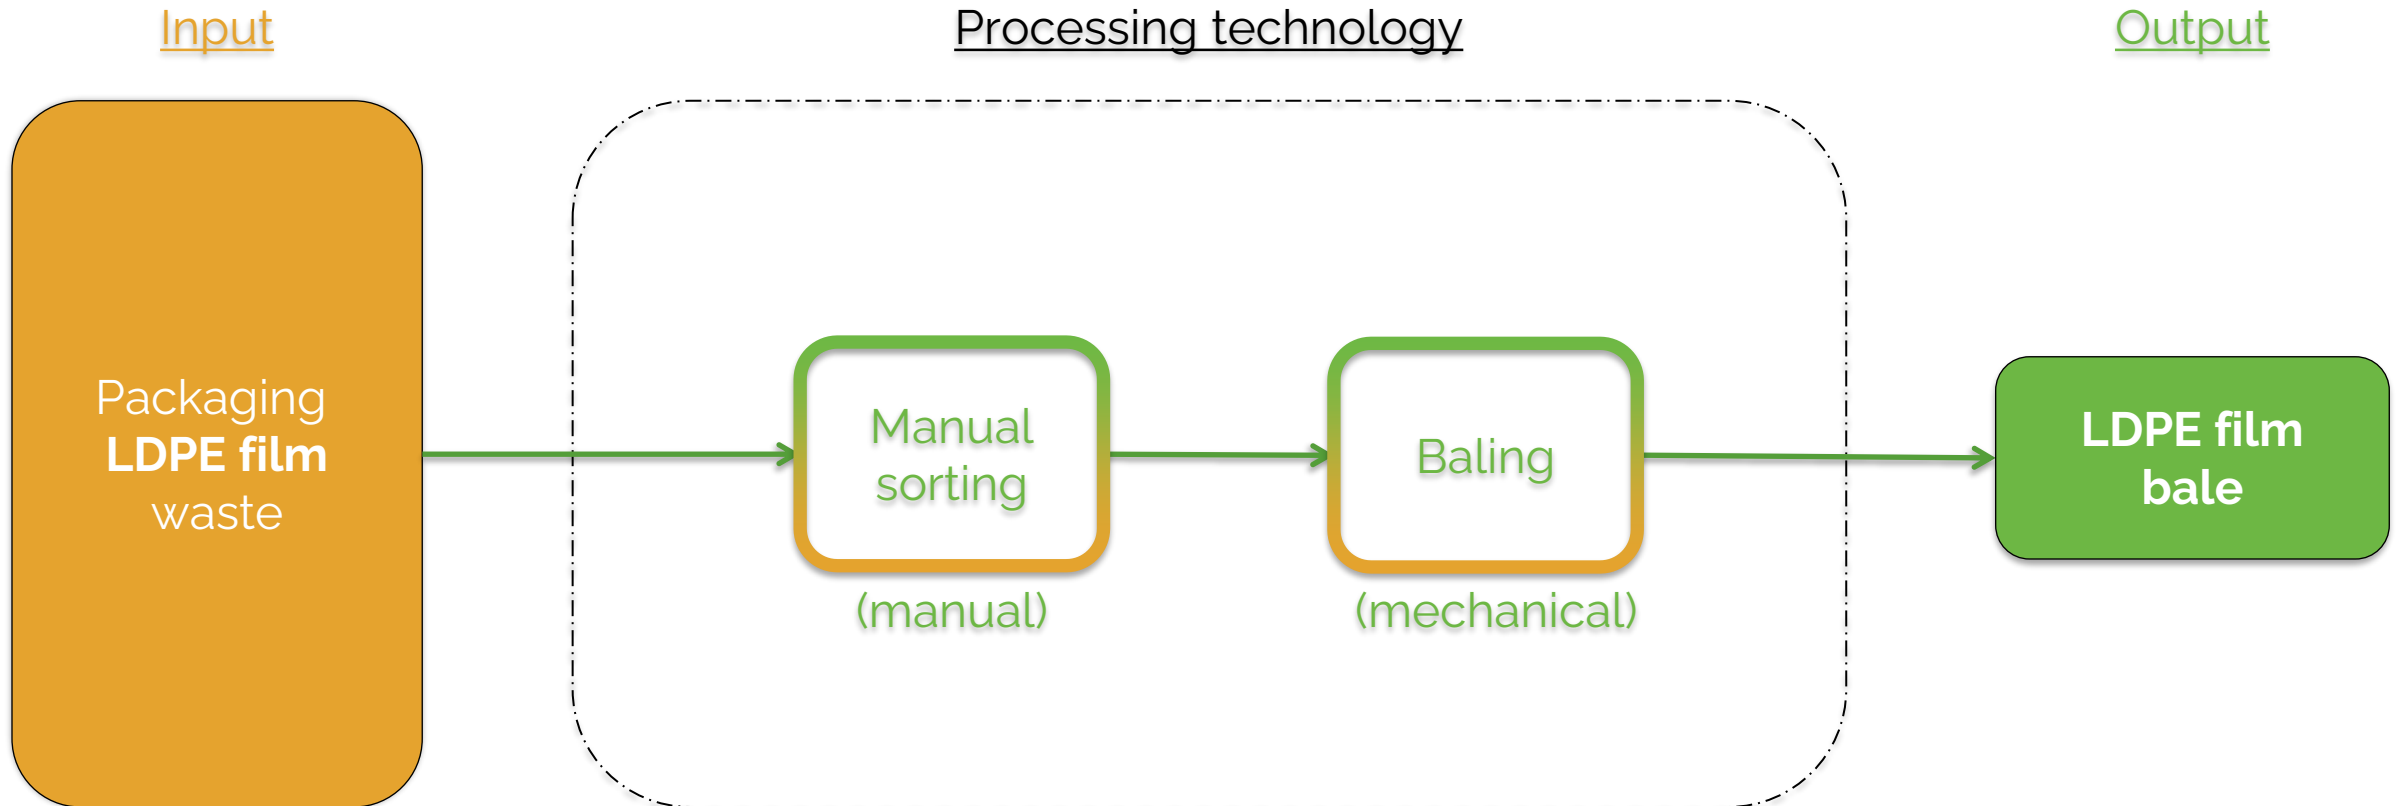 Input
Processing technology
Output
Packaging
LDPE film
waste
Manual
sorting
(manual)
Baling
(mechanical)
LDPE film
bale